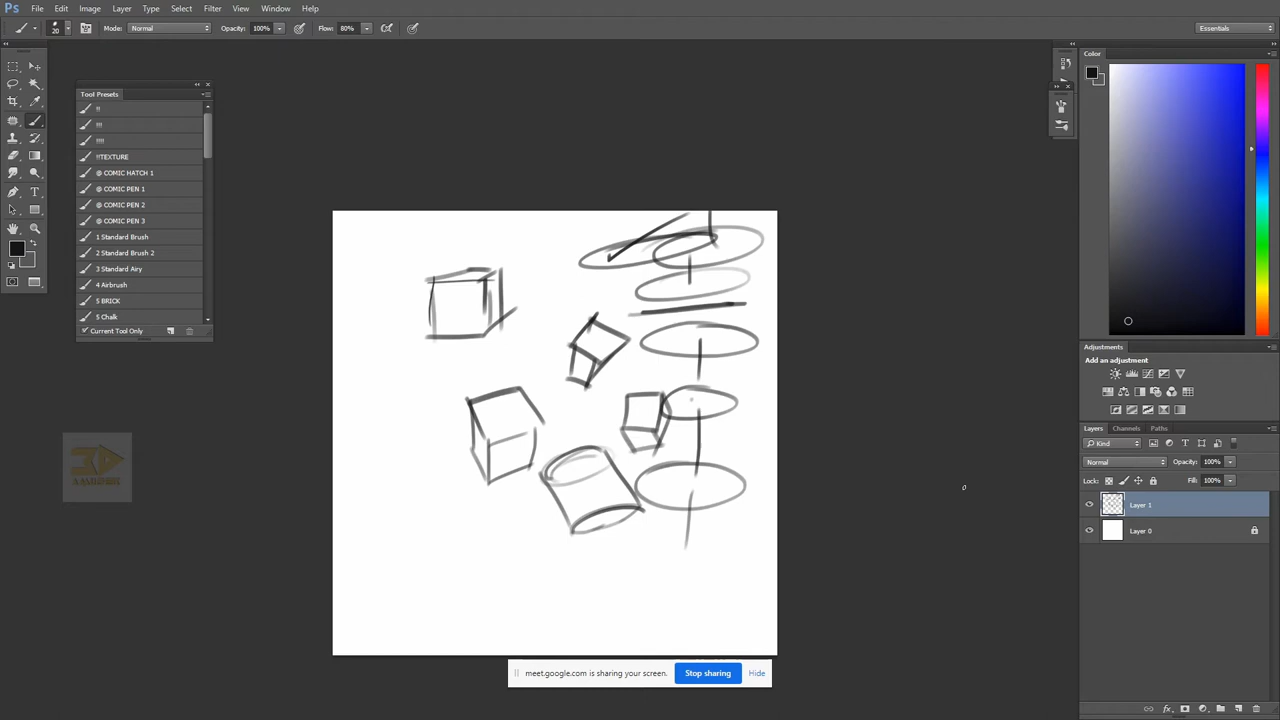 Ps File Edit Image Layer Type Select Filter View Window Help
20 Mode: Normal Opacity: 100% Flow: 80% Essentials
Color
Tool Presets
!!
!!!
!!!!
!!TEXTURE
@ COMIC HATCH 1
@ COMIC PEN 1
@ COMIC PEN 2
@ COMIC PEN 3
1 Standard Brush
2 Standard Brush 2
3 Standard Airy
4 Airbrush
5 BRICK
5 Chalk
Current Tool Only
Adjustments
Add an adjustment
Layers Channels Paths
Kind
Normal Opacity: 100%
Lock: Fill: 100%
Layer 1
Layer 0
meet.google.com is sharing your screen. Stop sharing Hide